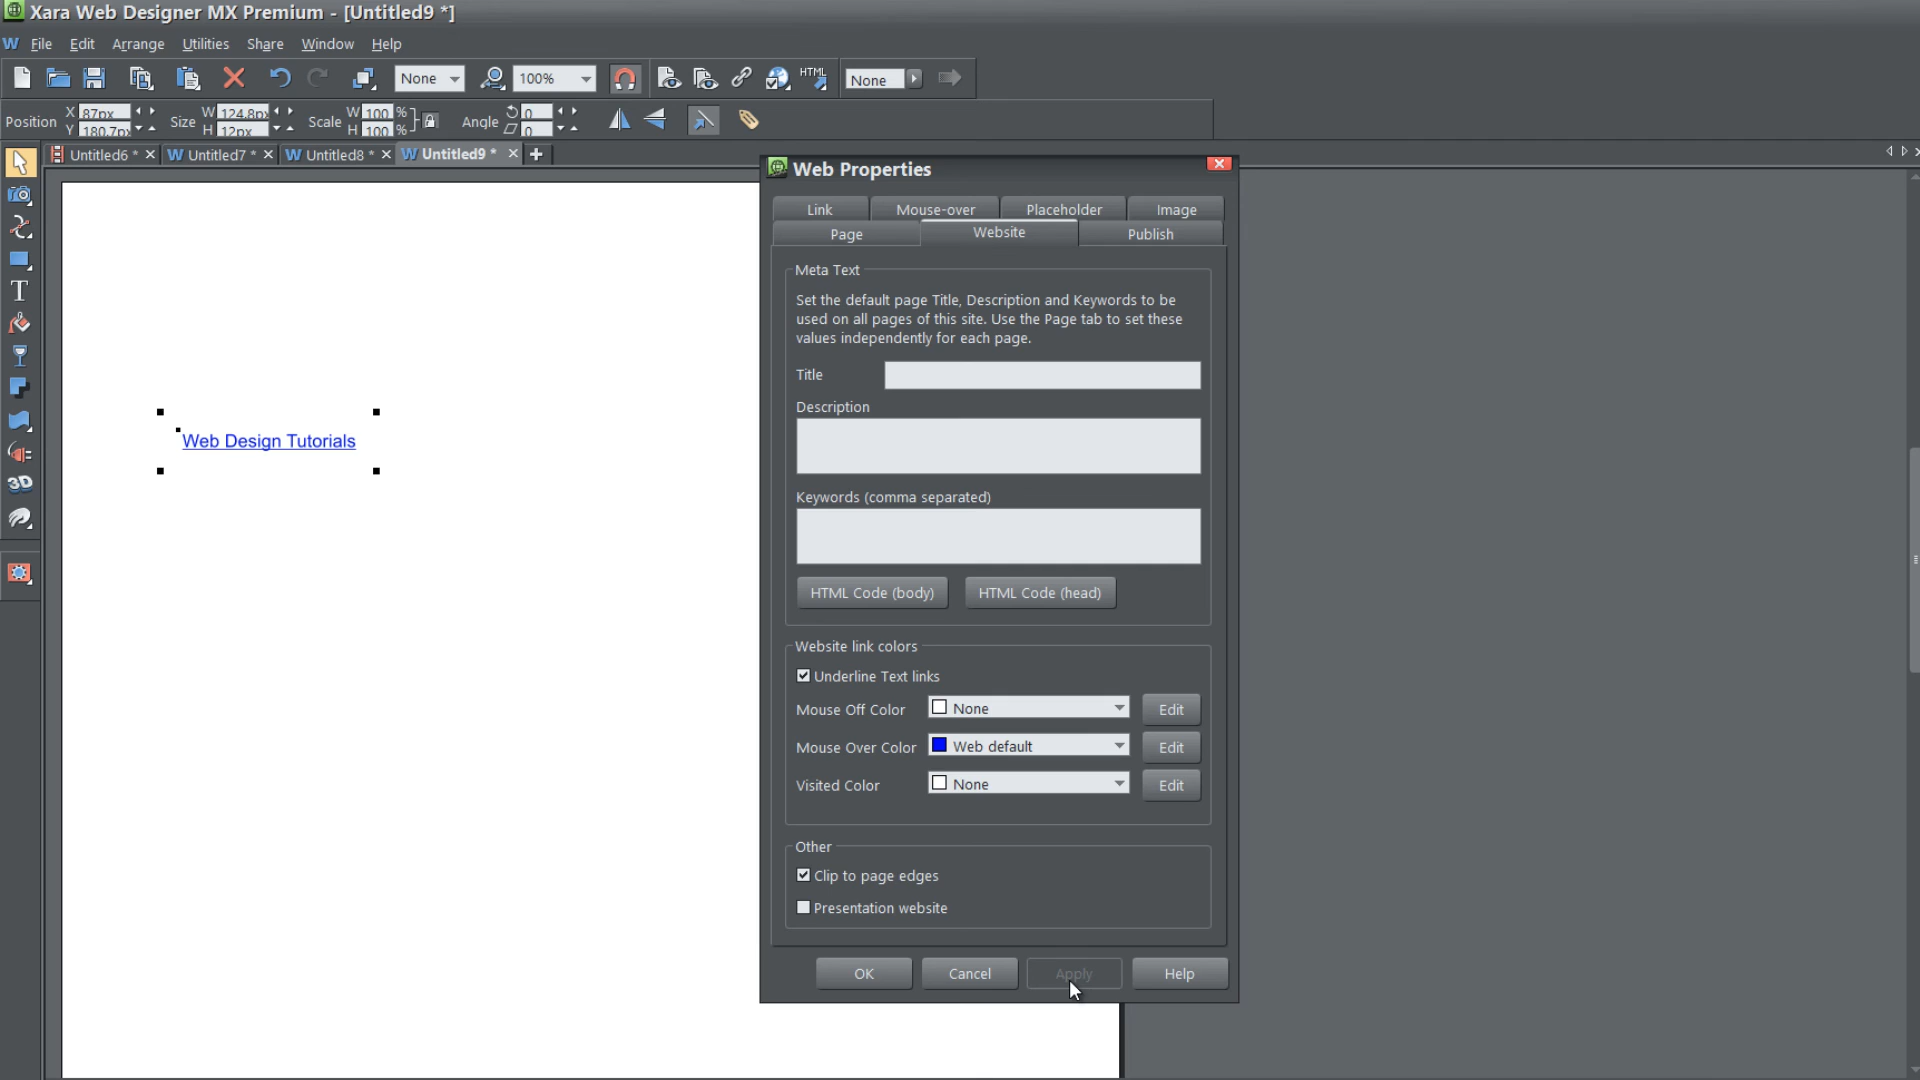 Xara Web Designer MX Premium - [Untitled9 *]
File Edit Arrange Utilities Share Window Help
None 100% HTML None
Position X 87px Y 180.7px Size W 124.8px H 12px Scale W 100 % H 100 % Angle 0 0
Untitled6 * Untitled7 * Untitled8 * Untitled9 *
Web Properties
Link Mouse-over Placeholder Image
Page Website Publish
Meta Text
Set the default page Title, Description and Keywords to be
used on all pages of this site. Use the Page tab to set these
values independently for each page.
Title
Description
Web Design Tutorials
Keywords (comma separated)
3D
HTML Code (body) HTML Code (head)
Website link colors
Underline Text links
Mouse Off Color None Edit
Mouse Over Color Web default Edit
Visited Color None Edit
Other
Clip to page edges
Presentation website
OK Cancel Apply Help